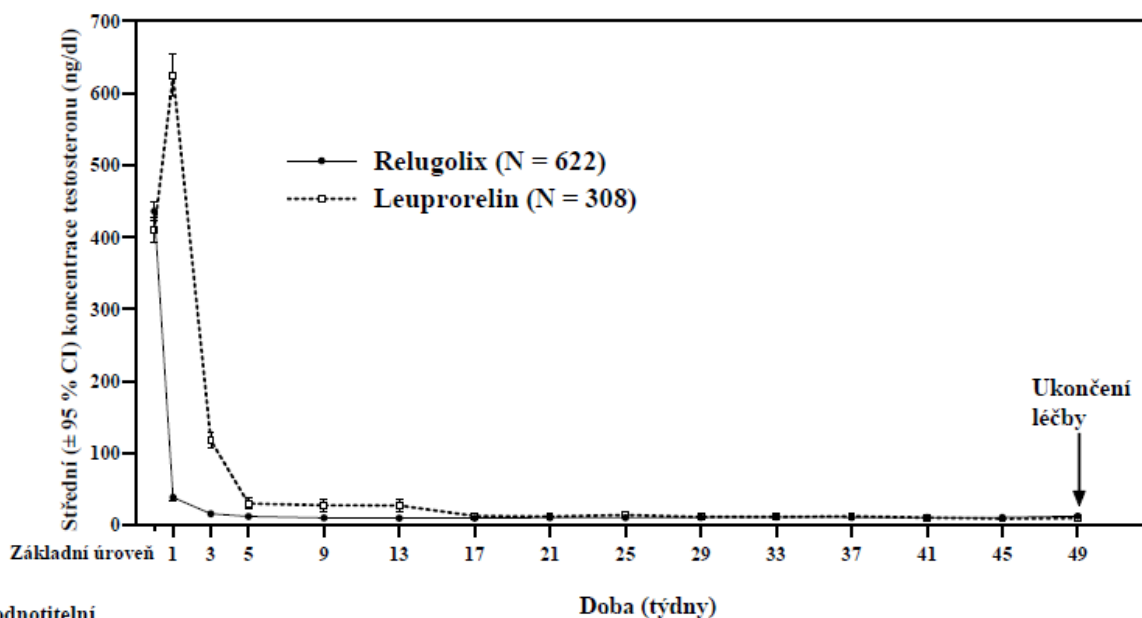 700
600
500
400
300
200
100
0
Střední (± 95 % CI) koncentrace testosteronu (ng/dl)
Relugolix (N = 622)
Leuprorelin (N = 308)
Ukončení
léčby
Základní úroveň 1 3 5 9 13 17 21 25 29 33 37 41 45 49
Doba (týdny)